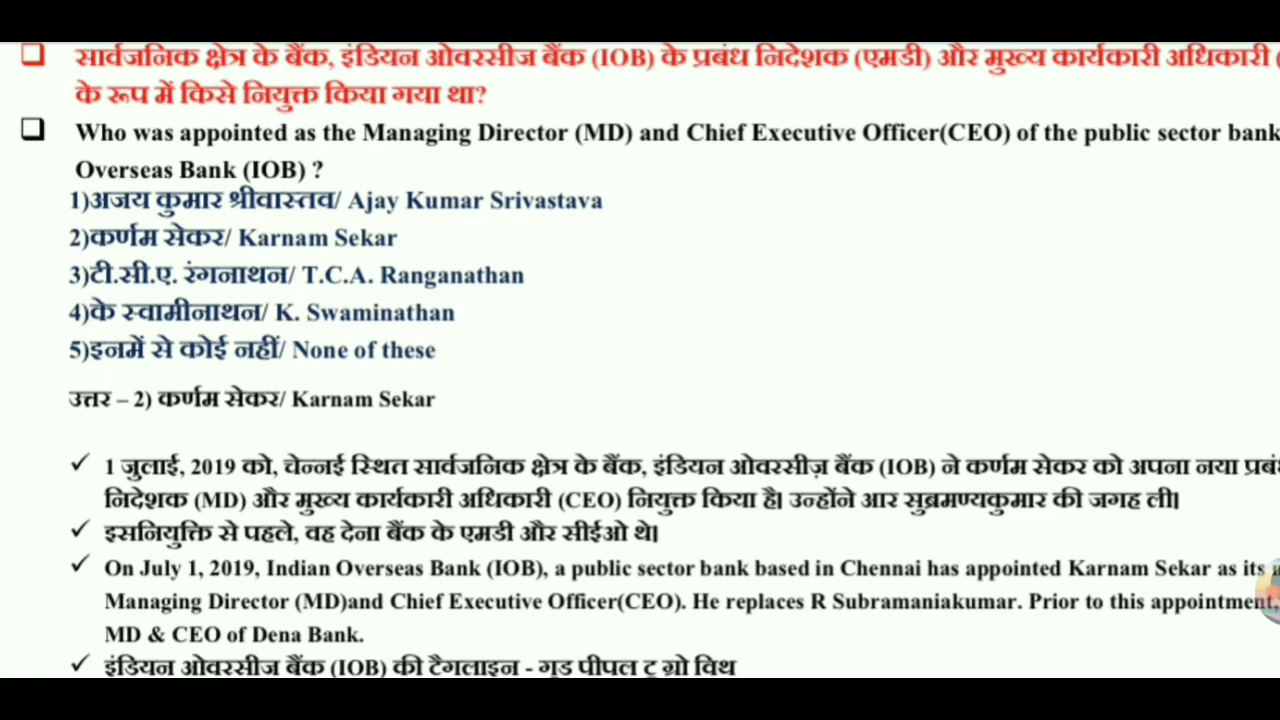 सार्वजनिक क्षेत्र के बैंक, इंडियन ओवरसीज बैंक (IOB) के प्रबंध निदेशक (एमडी) और मुख्य कार्यकारी अधिकारी (
के रूप में किसे नियुक्त किया गया था?
Who was appointed as the Managing Director (MD) and Chief Executive Officer(CEO) of the public sector bank
Overseas Bank (IOB) ?
1)अजय कुमार श्रीवास्तव/ Ajay Kumar Srivastava
2)कर्णम सेकर/ Karnam Sekar
3)टी.सी.ए. रंगनाथन/ T.C.A. Ranganathan
4)के स्वामीनाथन/ K. Swaminathan
5)इनमें से कोई नहीं/ None of these
उत्तर – 2) कर्णम सेकर/ Karnam Sekar
✓ 1 जुलाई, 2019 को, चेन्नई स्थित सार्वजनिक क्षेत्र के बैंक, इंडियन ओवरसीज़ बैंक (IOB) ने कर्णम सेकर को अपना नया
निदेशक (MD) और मुख्य कार्यकारी अधिकारी (CEO) नियुक्त किया है। उन्होंने आर सुब्रमण्यकुमार की जगह ली।
✓ इसनियुक्ति से पहले, वह देना बैंक के एमडी और सीईओ थे।
✓ On July 1, 2019, Indian Overseas Bank (IOB), a public sector bank based in Chennai has appointed Karnam Sekar as its
Managing Director (MD)and Chief Executive Officer(CEO). He replaces R Subramaniakumar. Prior to this appointment,
MD & CEO of Dena Bank.
✓ इंडियन ओवरसीज बैंक (IOB) की टैगलाइन - गुड पीपल टू ग्रो विथ